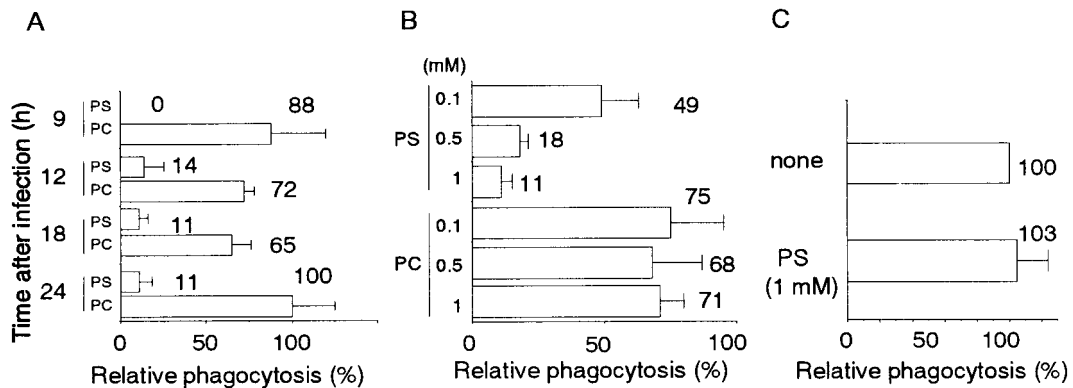 A
Time after infection (h)
9
PS
0
PC
88
12
PS
14
PC
72
18
PS
11
PC
65
24
PS
11
PC
100
0
100
Relative phagocytosis (%)
B
(mM)
PS
0.1
49
0.5
18
1
11
PC
0.1
75
0.5
68
1
71
0
50
100
Relative phagocytosis (%)
C
none
100
PS
(1 mM)
103
0
100
Relative phagocytosis (%)